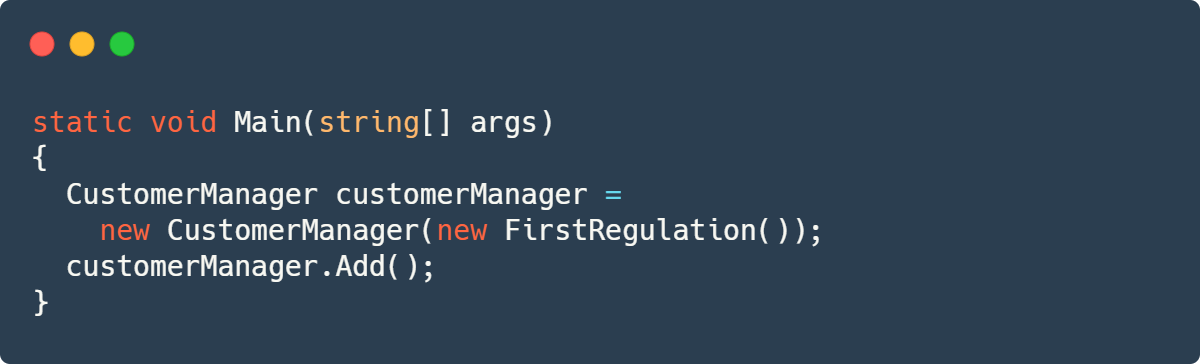 static void Main(string[] args)
{
  CustomerManager customerManager =
    new CustomerManager(new FirstRegulation());
  customerManager.Add();
}